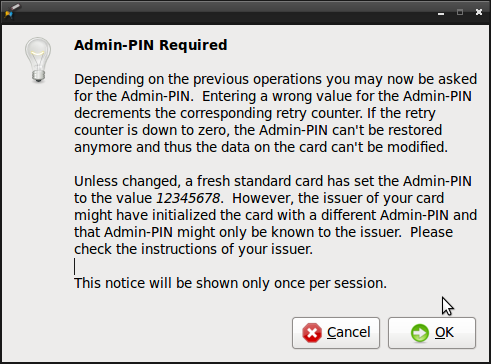 Admin-PIN Required
Depending on the previous operations you may now be asked
for the Admin-PIN.  Entering a wrong value for the Admin-PIN
decrements the corresponding retry counter. If the retry
counter is down to zero, the Admin-PIN can't be restored
anymore and thus the data on the card can't be modified.
Unless changed, a fresh standard card has set the Admin-PIN
to the value 12345678.  However, the issuer of your card
might have initialized the card with a different Admin-PIN and
that Admin-PIN might only be known to the issuer.  Please
check the instructions of your issuer.
This notice will be shown only once per session.
Cancel
OK